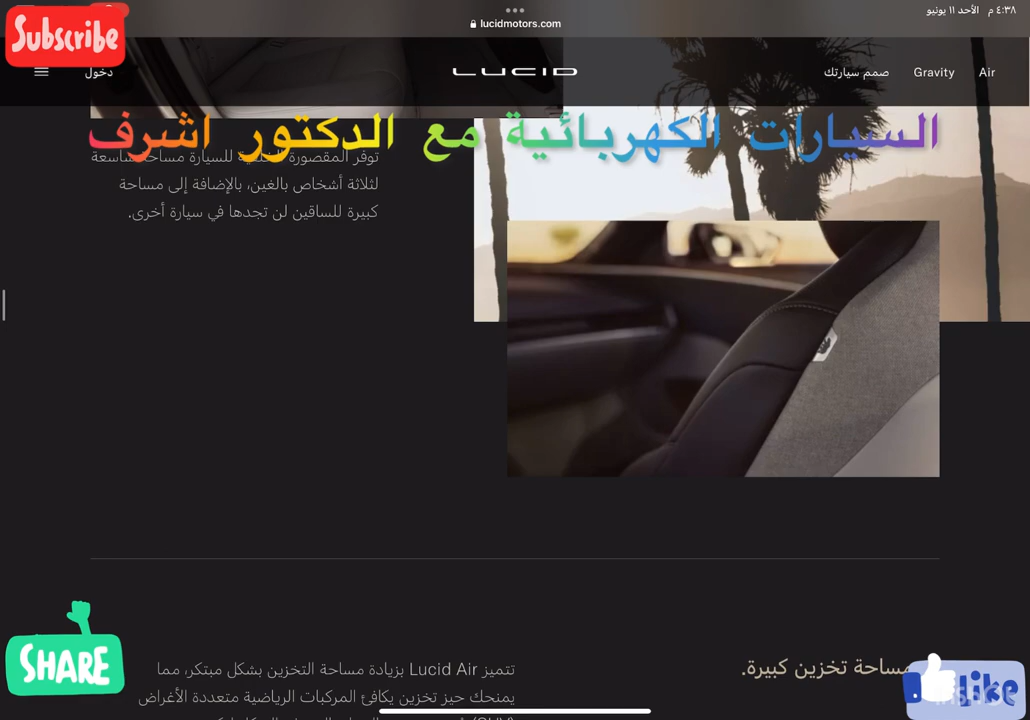 ٤:٣٨ م الأحد ١١ يونيو
lucidmotors.com
Subscribe
Air Gravity صمم سيارتك
LUCID
دخول
السيارات الكهربائية مع الدكتور اشرف
توفر المقصورة للسيارة مساحة
لثلاثة أشخاص بالغين، بالإضافة إلى مساحة
كبيرة للساقين لن تجدها في سيارة أخرى.
مساحة تخزين كبيرة.
تتميز Lucid Air بزيادة مساحة التخزين بشكل مبتكر، مما
يمنحك حيز تخزين يكافئ المركبات الرياضية متعددة الأغراض
SHARE
like